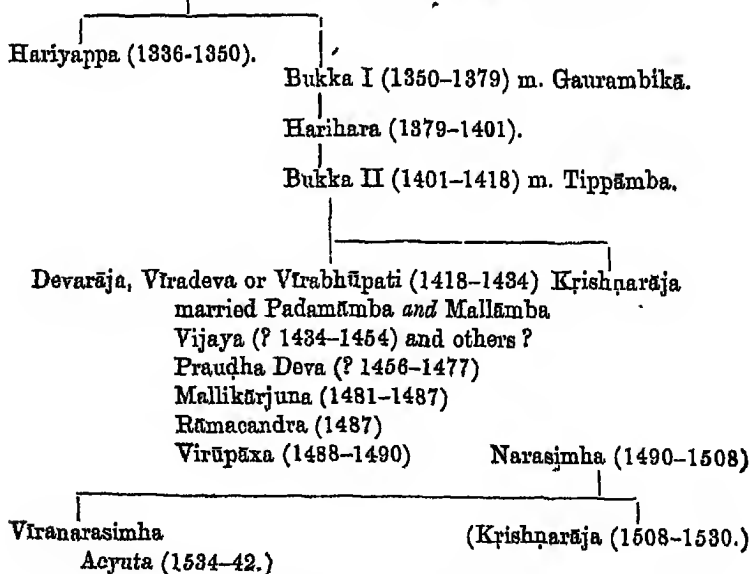 Hariyappa (1336-1350).
Bukka I (1350–1379) m. Gaurambikā.
Harihara (1379–1401).
Bukka II (1401–1418) m. Tippāmba.
Devarāja, Vīradeva or Vīrabhūpati (1418–1434) Kṛishṇarāja
married Padamāmba and Mallāmba
Vijaya (? 1434–1454) and others ?
Prauḍha Deva (? 1456–1477)
Mallikārjuna (1481–1487)
Rāmacandra (1487)
Virūpāxa (1488–1490) Narasiṃha (1490–1508)
Vīranarasiṃha (Kṛishṇarāja (1508–1530.)
Acyuta (1534–42.)